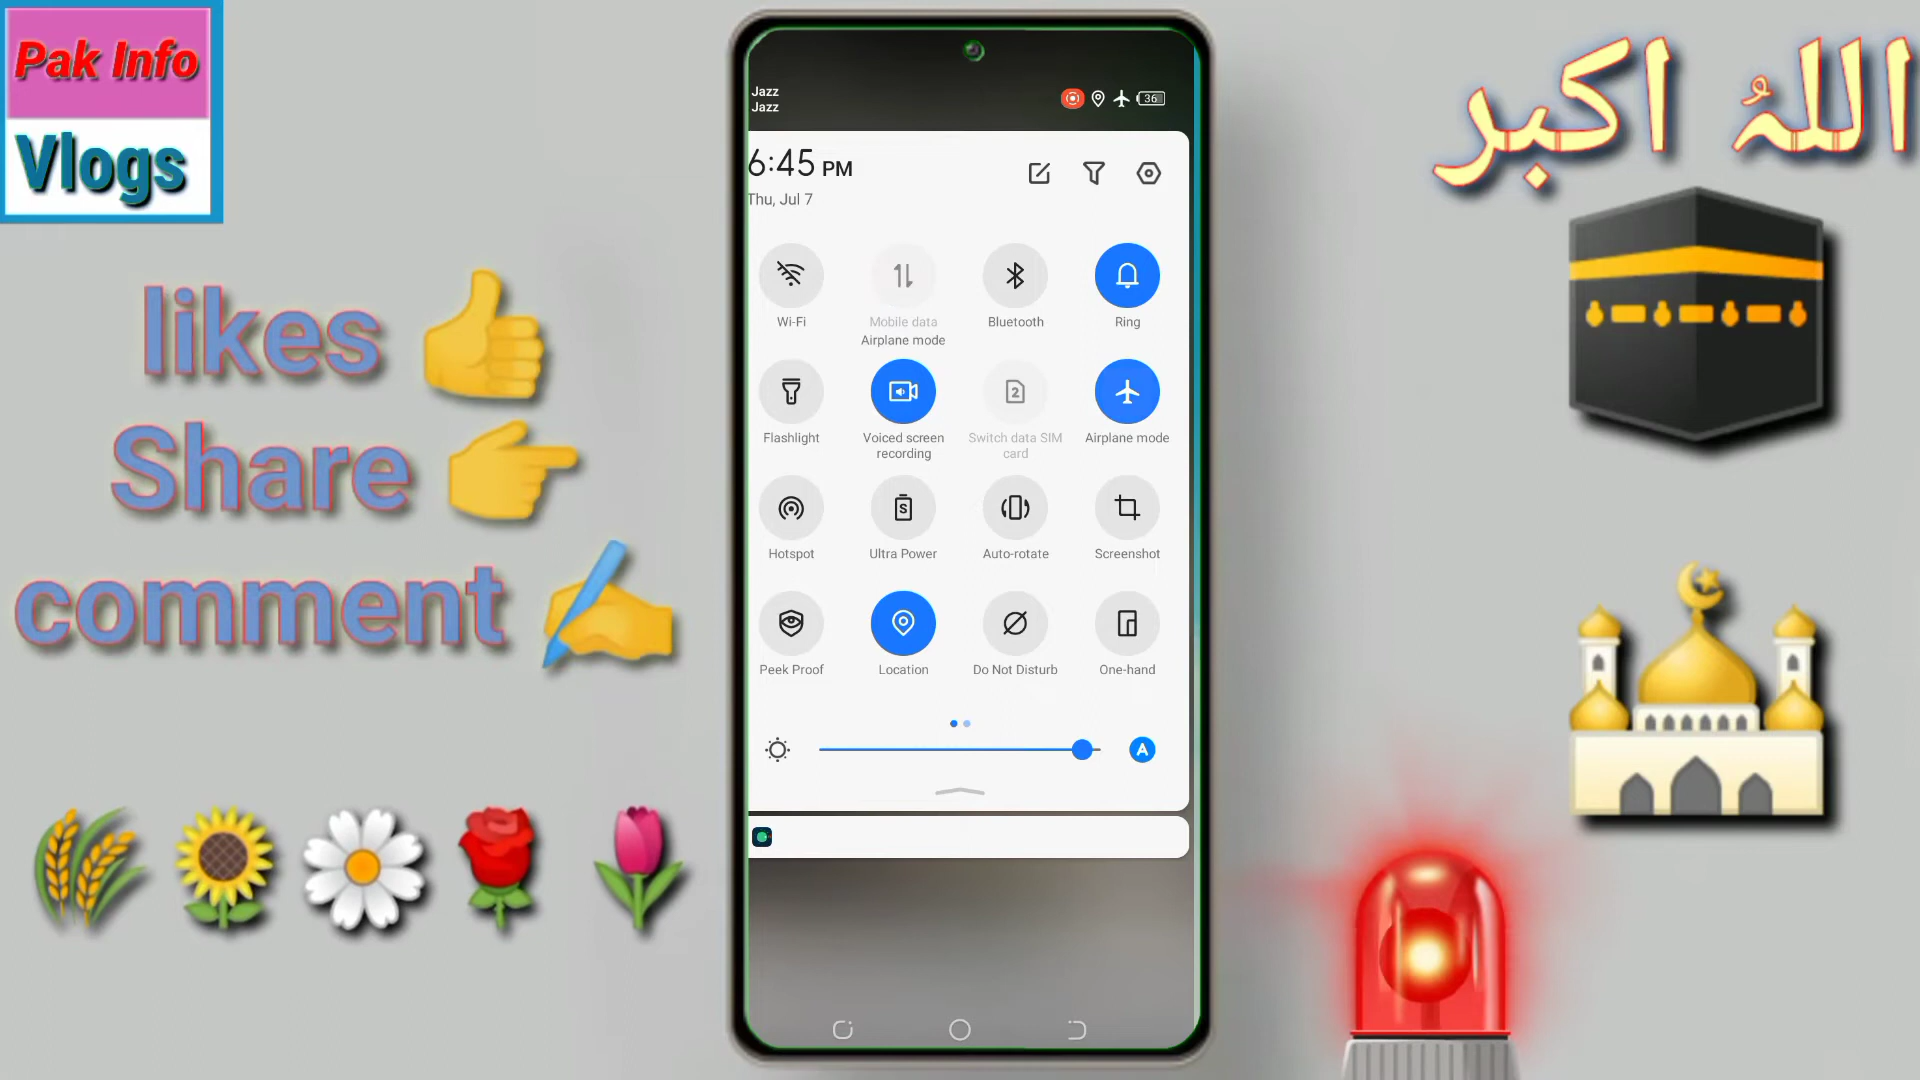 Pak Info
Vlogs
likes
Share
comment
Jazz
Jazz
36
6:45 PM
Thu, Jul 7
Wi-Fi
Mobile data
Airplane mode
Bluetooth
Ring
Flashlight
Voiced screen
recording
2
Switch data SIM
card
Airplane mode
Hotspot
S
Ultra Power
Auto-rotate
Screenshot
Peek Proof
Location
Do Not Disturb
One-hand
A
اللہُ اکبر